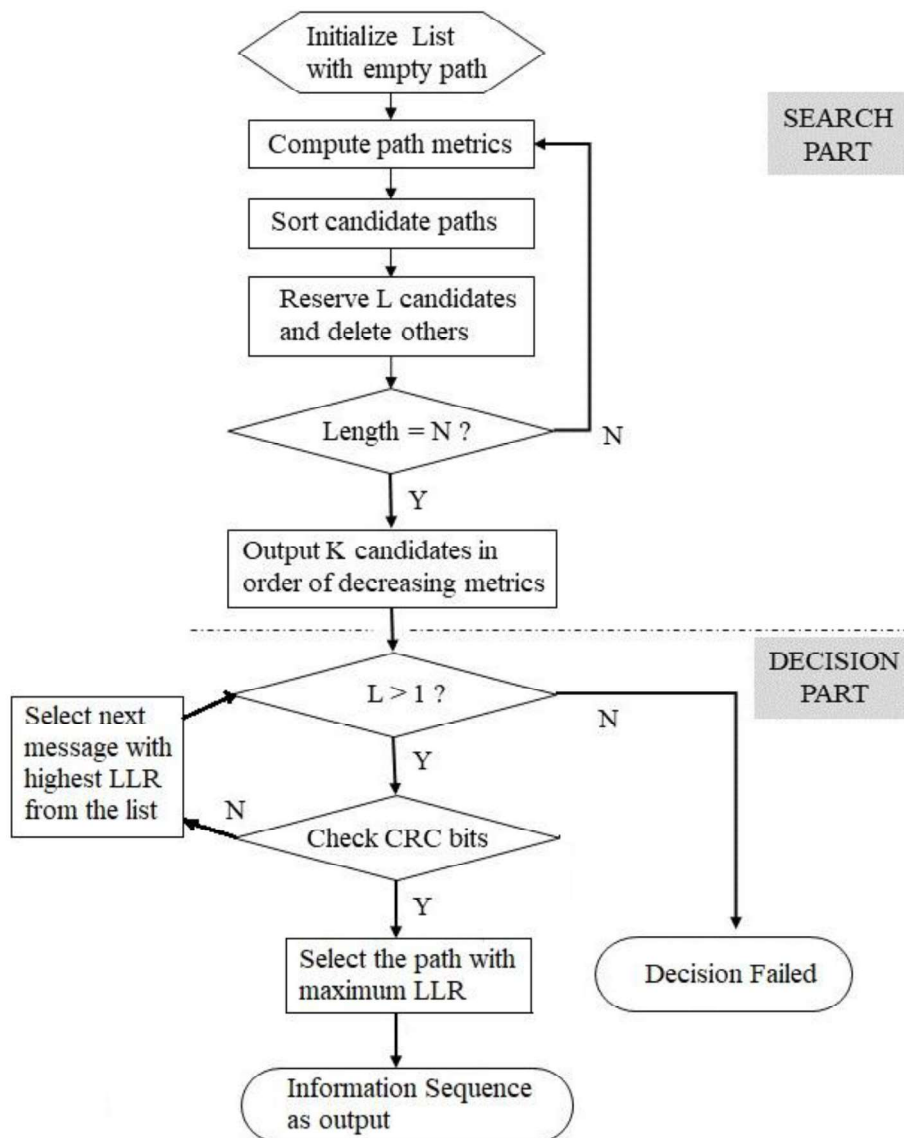 Initialize List
with empty path
SEARCH
PART
Compute path metrics
Sort candidate paths
Reserve L candidates
and delete others
Length = N ?
N
Y
Output K candidates in
order of decreasing metrics
DECISION
PART
L > 1 ?
N
Select next
message with
highest LLR
from the list
Y
N
Check CRC bits
Y
Select the path with
maximum LLR
Decision Failed
Information Sequence
as output